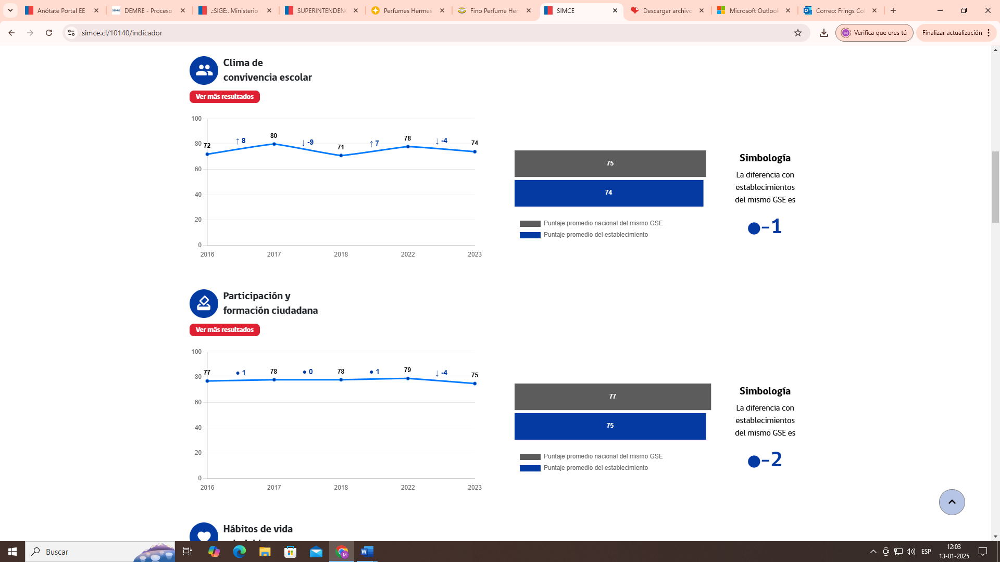 Anótate Portal EE
DEMRE - Proceso
.:SIGE:. Ministerio
SUPERINTENDEN
Perfumes Hermes
Fino Perfume Her
SIMCE
Descargar archivo
Microsoft Outlook
Correo: Frings Co
simce.cl/10140/indicador
Verifica que eres tú
Finalizar actualización
Clima de
convivencia escolar
Ver más resultados
100
80
60
40
20
0
72
↑ 8
80
↓ -9
71
↑ 7
78
↓ -4
74
2016
2017
2018
2022
2023
75
74
Puntaje promedio nacional del mismo GSE
Puntaje promedio del establecimiento
Simbología
La diferencia con
establecimientos
del mismo GSE es
●-1
Participación y
formación ciudadana
Ver más resultados
100
80
60
40
20
0
77
● 1
78
● 0
78
● 1
79
↓ -4
75
2016
2017
2018
2022
2023
77
75
Puntaje promedio nacional del mismo GSE
Puntaje promedio del establecimiento
Simbología
La diferencia con
establecimientos
del mismo GSE es
●-2
Hábitos de vida
Buscar
ESP
12:03
13-01-2025